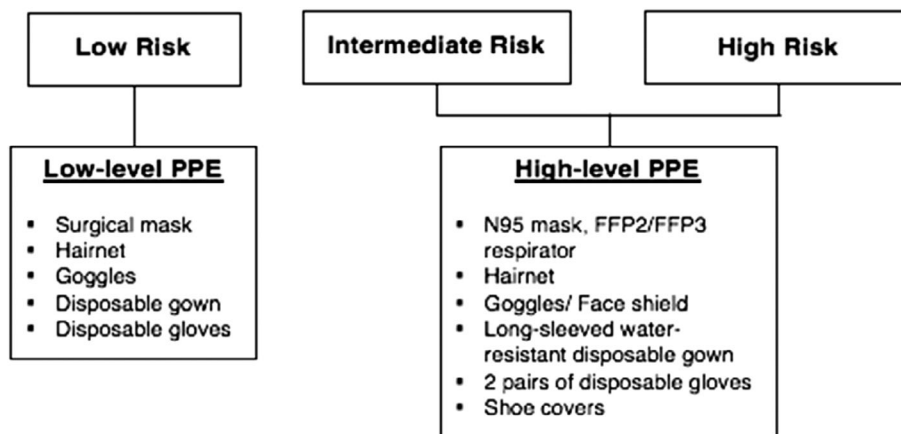 Low Risk
Intermediate Risk
High Risk
Low-level PPE
▪ Surgical mask
▪ Hairnet
▪ Goggles
▪ Disposable gown
▪ Disposable gloves
High-level PPE
▪ N95 mask, FFP2/FFP3
respirator
▪ Hairnet
▪ Goggles/ Face shield
▪ Long-sleeved water-
resistant disposable gown
▪ 2 pairs of disposable gloves
▪ Shoe covers